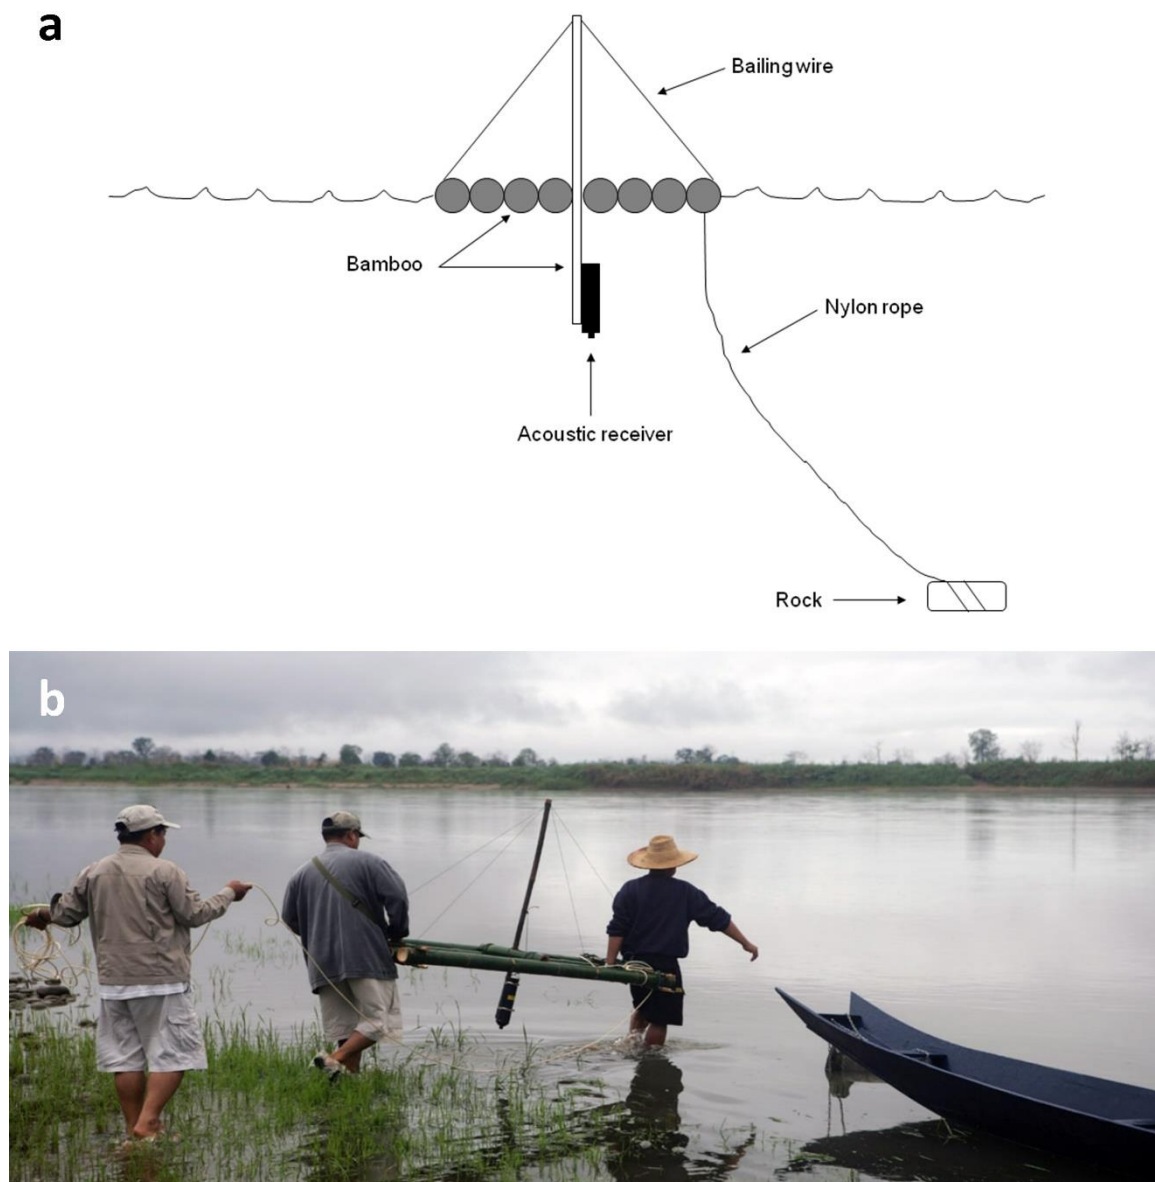 a
Bailing wire
Bamboo
Nylon rope
Acoustic receiver
Rock
b